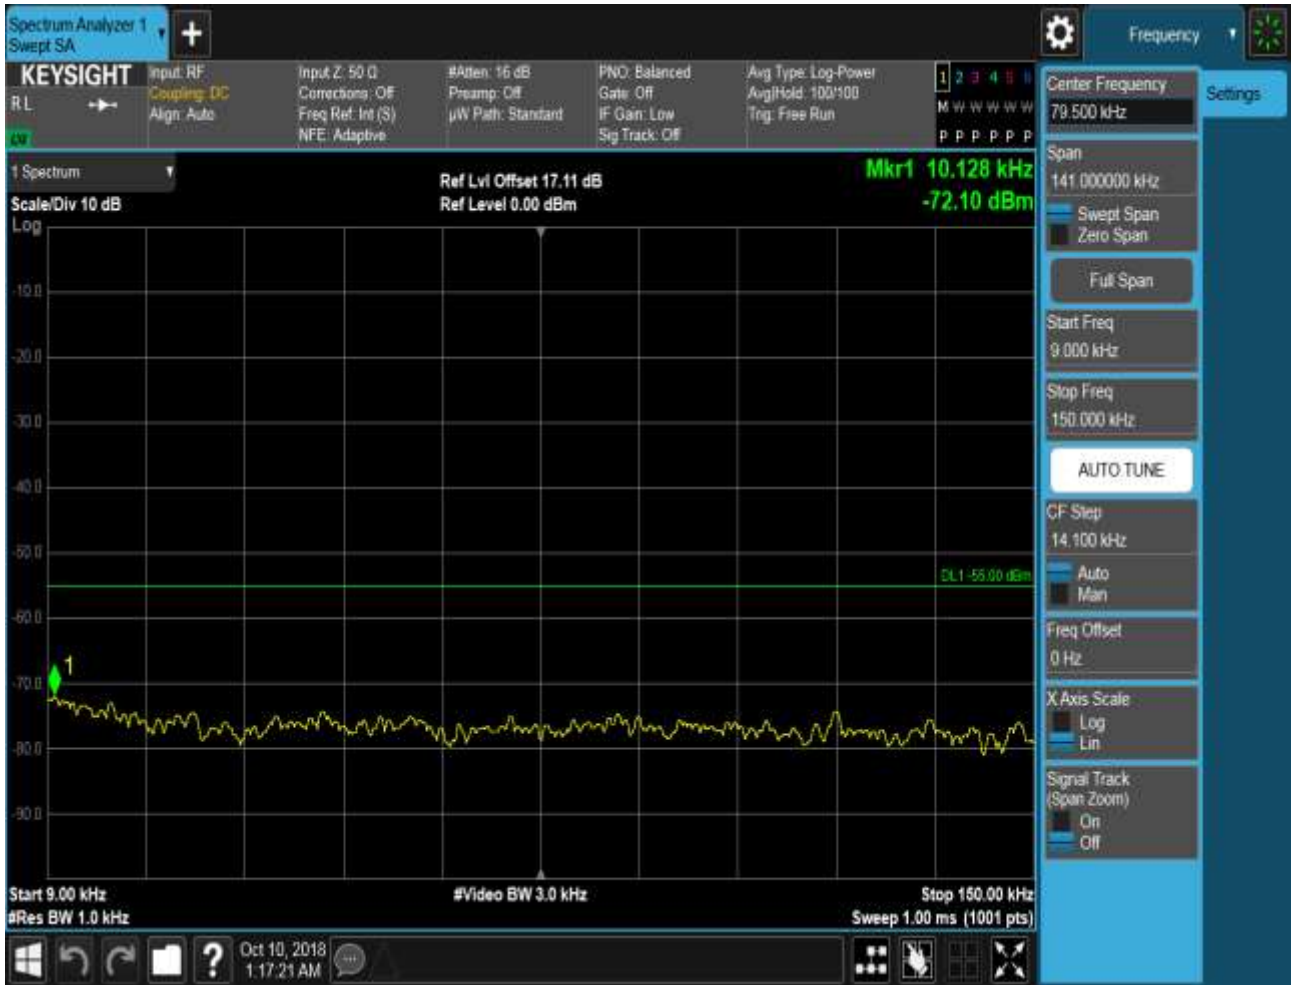 Spectrum Analyzer 1
Swept SA
Frequency
KEYSIGHT
RL
Input: RF
Coupling: DC
Align: Auto
Input Z: 50 Ω
Corrections: Off
Freq Ref: Int (S)
NFE: Adaptive
#Atten: 16 dB
Preamp: Off
µW Path: Standard
PNO: Balanced
Gate: Off
IF Gain: Low
Sig Track: Off
Avg Type: Log-Power
Avg|Hold: 100/100
Trig: Free Run
1 2 3 4 5 6
M W W W W W
P P P P P P
1 Spectrum
Scale/Div 10 dB
Log
Ref Lvl Offset 17.11 dB
Ref Level 0.00 dBm
Mkr1 10.128 kHz
-72.10 dBm
-10.0
-20.0
-30.0
-40.0
-50.0
-60.0
-70.0
-80.0
-90.0
DL1 -55.00 dBm
1
Start 9.00 kHz
#Res BW 1.0 kHz
#Video BW 3.0 kHz
Stop 150.00 kHz
Sweep 1.00 ms (1001 pts)
Oct 10, 2018
1:17:21 AM
Center Frequency
79.500 kHz
Settings
Span
141.000000 kHz
Swept Span
Zero Span
Full Span
Start Freq
9.000 kHz
Stop Freq
150.000 kHz
AUTO TUNE
CF Step
14.100 kHz
Auto
Man
Freq Offset
0 Hz
X Axis Scale
Log
Lin
Signal Track
(Span Zoom)
On
Off